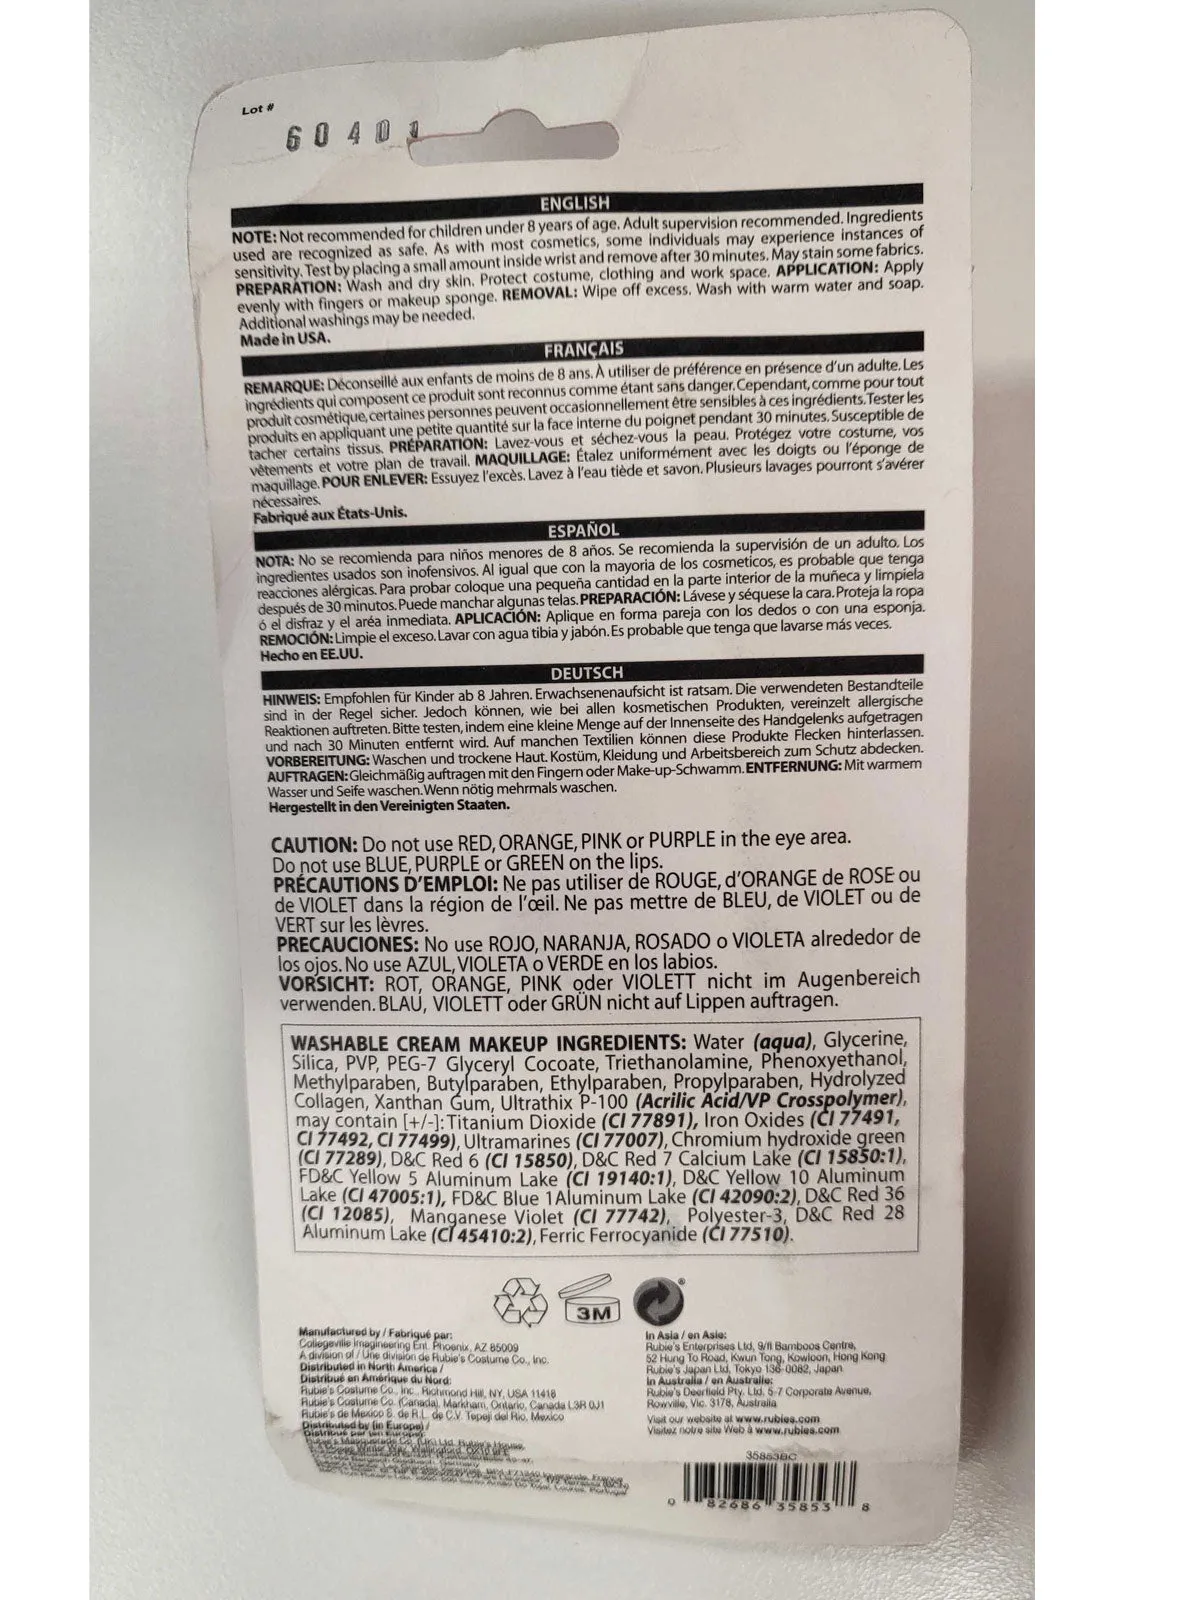 Lot #
60401
ENGLISH
NOTE: Not recommended for children under 8 years of age. Adult supervision recommended. Ingredients
used are recognized as safe. As with most cosmetics, some individuals may experience instances of
sensitivity. Test by placing a small amount inside wrist and remove after 30 minutes. May stain some fabrics.
PREPARATION: Wash and dry skin. Protect costume, clothing and work space. APPLICATION: Apply
evenly with fingers or makeup sponge. REMOVAL: Wipe off excess. Wash with warm water and soap.
Additional washings may be needed.
Made in USA.
FRANÇAIS
REMARQUE: Déconseillé aux enfants de moins de 8 ans. À utiliser de préférence en présence d'un adulte. Les
ingrédients qui composent ce produit sont reconnus comme étant sans danger. Cependant, comme pour tout
produit cosmétique, certaines personnes peuvent occasionnellement être sensibles à ces ingrédients. Tester les
produits en appliquant une petite quantité sur la face interne du poignet pendant 30 minutes. Susceptible de
tacher certains tissus. PRÉPARATION: Lavez-vous et séchez-vous la peau. Protégez votre costume, vos
vêtements et votre plan de travail. MAQUILLAGE: Étalez uniformément avec les doigts ou l'éponge de
maquillage. POUR ENLEVER: Essuyez l'excès. Lavez à l'eau tiède et savon. Plusieurs lavages pourront s'avérer
nécessaires.
Fabriqué aux États-Unis.
ESPAÑOL
NOTA: No se recomienda para niños menores de 8 años. Se recomienda la supervisión de un adulto. Los
ingredientes usados son inofensivos. Al igual que con la mayoria de los cosmeticos, es probable que tenga
reacciones alérgicas. Para probar coloque una pequeña cantidad en la parte interior de la muñeca y limpiela
después de 30 minutos. Puede manchar algunas telas. PREPARACIÓN: Lávese y séquese la cara. Proteja la ropa
ó el disfraz y el aréa inmediata. APLICACIÓN: Aplique en forma pareja con los dedos o con una esponja.
REMOCIÓN: Limpie el exceso. Lavar con agua tibia y jabón. Es probable que tenga que lavarse más veces.
Hecho en EE.UU.
DEUTSCH
HINWEIS: Empfohlen für Kinder ab 8 Jahren. Erwachsenenaufsicht ist ratsam. Die verwendeten Bestandteile
sind in der Regel sicher. Jedoch können, wie bei allen kosmetischen Produkten, vereinzelt allergische
Reaktionen auftreten. Bitte testen, indem eine kleine Menge auf der Innenseite des Handgelenks aufgetragen
und nach 30 Minuten entfernt wird. Auf manchen Textilien können diese Produkte Flecken hinterlassen.
VORBEREITUNG: Waschen und trockene Haut. Kostüm, Kleidung und Arbeitsbereich zum Schutz abdecken.
AUFTRAGEN: Gleichmäßig auftragen mit den Fingern oder Make-up-Schwamm. ENTFERNUNG: Mit warmem
Wasser und Seife waschen. Wenn nötig mehrmals waschen.
Hergestellt in den Vereinigten Staaten.
CAUTION: Do not use RED, ORANGE, PINK or PURPLE in the eye area.
Do not use BLUE, PURPLE or GREEN on the lips.
PRÉCAUTIONS D'EMPLOI: Ne pas utiliser de ROUGE, d'ORANGE de ROSE ou
de VIOLET dans la région de l'œil. Ne pas mettre de BLEU, de VIOLET ou de
VERT sur les lèvres.
PRECAUCIONES: No use ROJO, NARANJA, ROSADO o VIOLETA alrededor de
los ojos. No use AZUL, VIOLETA o VERDE en los labios.
VORSICHT: ROT, ORANGE, PINK oder VIOLETT nicht im Augenbereich
verwenden. BLAU, VIOLETT oder GRÜN nicht auf Lippen auftragen.
WASHABLE CREAM MAKEUP INGREDIENTS: Water (aqua), Glycerine,
Silica, PVP, PEG-7 Glyceryl Cocoate, Triethanolamine, Phenoxyethanol,
Methylparaben, Butylparaben, Ethylparaben, Propylparaben, Hydrolyzed
Collagen, Xanthan Gum, Ultrathix P-100 (Acrilic Acid/VP Crosspolymer),
may contain [+/-]: Titanium Dioxide (CI 77891), Iron Oxides (CI 77491,
CI 77492, CI 77499), Ultramarines (CI 77007), Chromium hydroxide green
(CI 77289), D&C Red 6 (CI 15850), D&C Red 7 Calcium Lake (CI 15850:1),
FD&C Yellow 5 Aluminum Lake (CI 19140:1), D&C Yellow 10 Aluminum
Lake (CI 47005:1), FD&C Blue 1 Aluminum Lake (CI 42090:2), D&C Red 36
(CI 12085), Manganese Violet (CI 77742), Polyester-3, D&C Red 28
Aluminum Lake (CI 45410:2), Ferric Ferrocyanide (CI 77510).
3M
Manufactured by / Fabriqué par:
Collegeville Imagineering Ent. Phoenix, AZ 85009
A division of / Une division de Rubie's Costume Co., Inc.
Distributed in North America /
Distribué en Amérique du Nord:
Rubie's Costume Co., Inc., Richmond Hill, NY, USA 11418
Rubie's Costume Co. (Canada), Markham, Ontario, Canada L3R 0J1
Rubie's de Mexico S. de R.L. de C.V. Tepeji del Rio, Mexico
Distributed by (in Europe) /
Distribué par (en Europe):
Rubie's Masquerade Co. (UK) Ltd. Rubie's House,
In Asia / en Asie:
Rubie's Enterprises Ltd, 9/fl Bamboos Centre,
52 Hung To Road, Kwun Tong, Kowloon, Hong Kong
Rubie's Japan Ltd, Tokyo 136-0082, Japan
In Australia / en Australie:
Rubie's Deerfield Pty. Ltd. 5-7 Corporate Avenue,
Rowville, Vic. 3178, Australia
Visit our website at www.rubies.com
Visitez notre site Web à www.rubies.com
35853BC
0 82686 35853 8